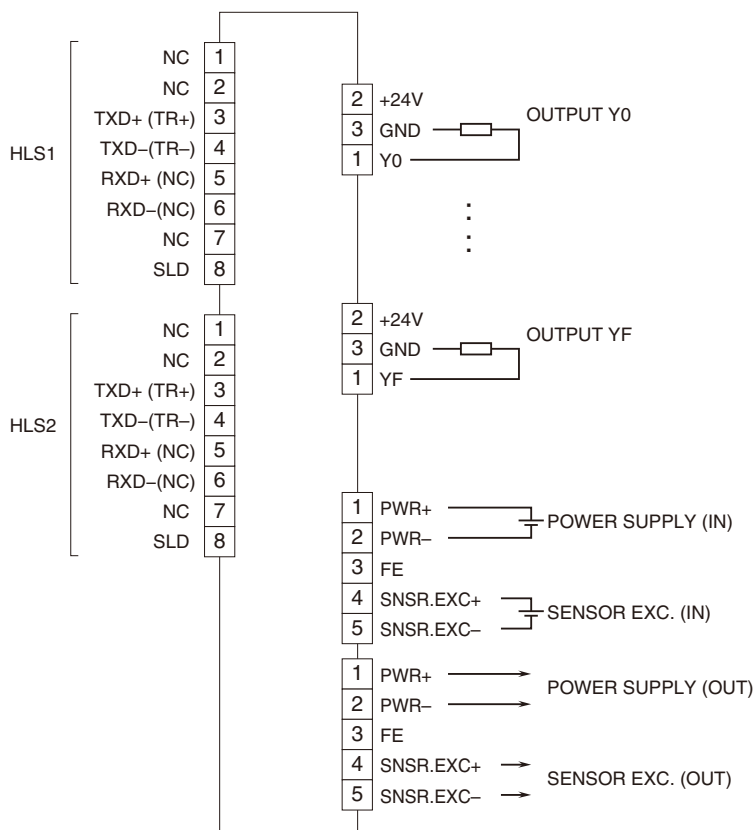 HLS1
NC 1
NC 2
TXD+ (TR+) 3
TXD–(TR–) 4
RXD+ (NC) 5
RXD–(NC) 6
NC 7
SLD 8
HLS2
NC 1
NC 2
TXD+ (TR+) 3
TXD–(TR–) 4
RXD+ (NC) 5
RXD–(NC) 6
NC 7
SLD 8
2 +24V
3 GND
1 Y0
OUTPUT Y0
2 +24V
3 GND
1 YF
OUTPUT YF
1 PWR+
2 PWR–
3 FE
4 SNSR.EXC+
5 SNSR.EXC–
POWER SUPPLY (IN)
SENSOR EXC. (IN)
1 PWR+
2 PWR–
3 FE
4 SNSR.EXC+
5 SNSR.EXC–
POWER SUPPLY (OUT)
SENSOR EXC. (OUT)